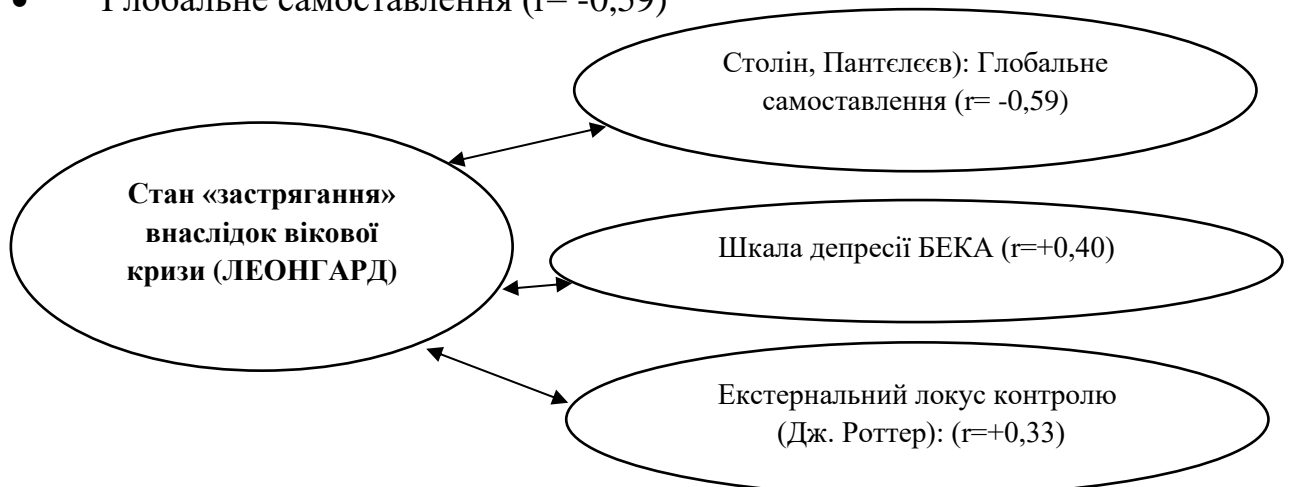 • Глобальне самоставлення (r= -0,59)
Столін, Пантєлєєв): Глобальне
самоставлення (r= -0,59)
Стан «застрягання»
внаслідок вікової
кризи (ЛЕОНГАРД)
Шкала депресії БЕКА (r=+0,40)
Екстернальний локус контролю
(Дж. Роттер): (r=+0,33)